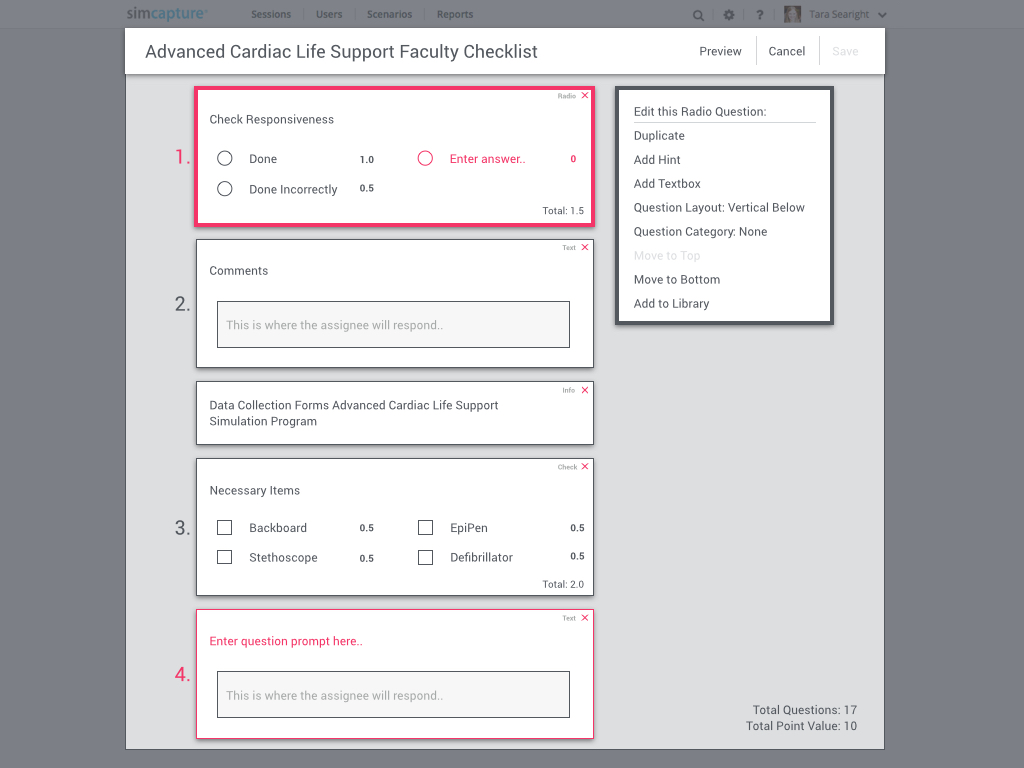 simcapture Sessions Users Scenarios Reports ? Tara Searight
Advanced Cardiac Life Support Faculty Checklist Preview Cancel Save
1.
Radio
Check Responsiveness
Done 1.0 Enter answer.. 0
Done Incorrectly 0.5
Total: 1.5
Edit this Radio Question:
Duplicate
Add Hint
Add Textbox
Question Layout: Vertical Below
Question Category: None
Move to Top
Move to Bottom
Add to Library
2.
Text
Comments
This is where the assignee will respond..
Info
Data Collection Forms Advanced Cardiac Life Support
Simulation Program
3.
Check
Necessary Items
Backboard 0.5 EpiPen 0.5
Stethoscope 0.5 Defibrillator 0.5
Total: 2.0
4.
Text
Enter question prompt here..
This is where the assignee will respond..
Total Questions: 17
Total Point Value: 10